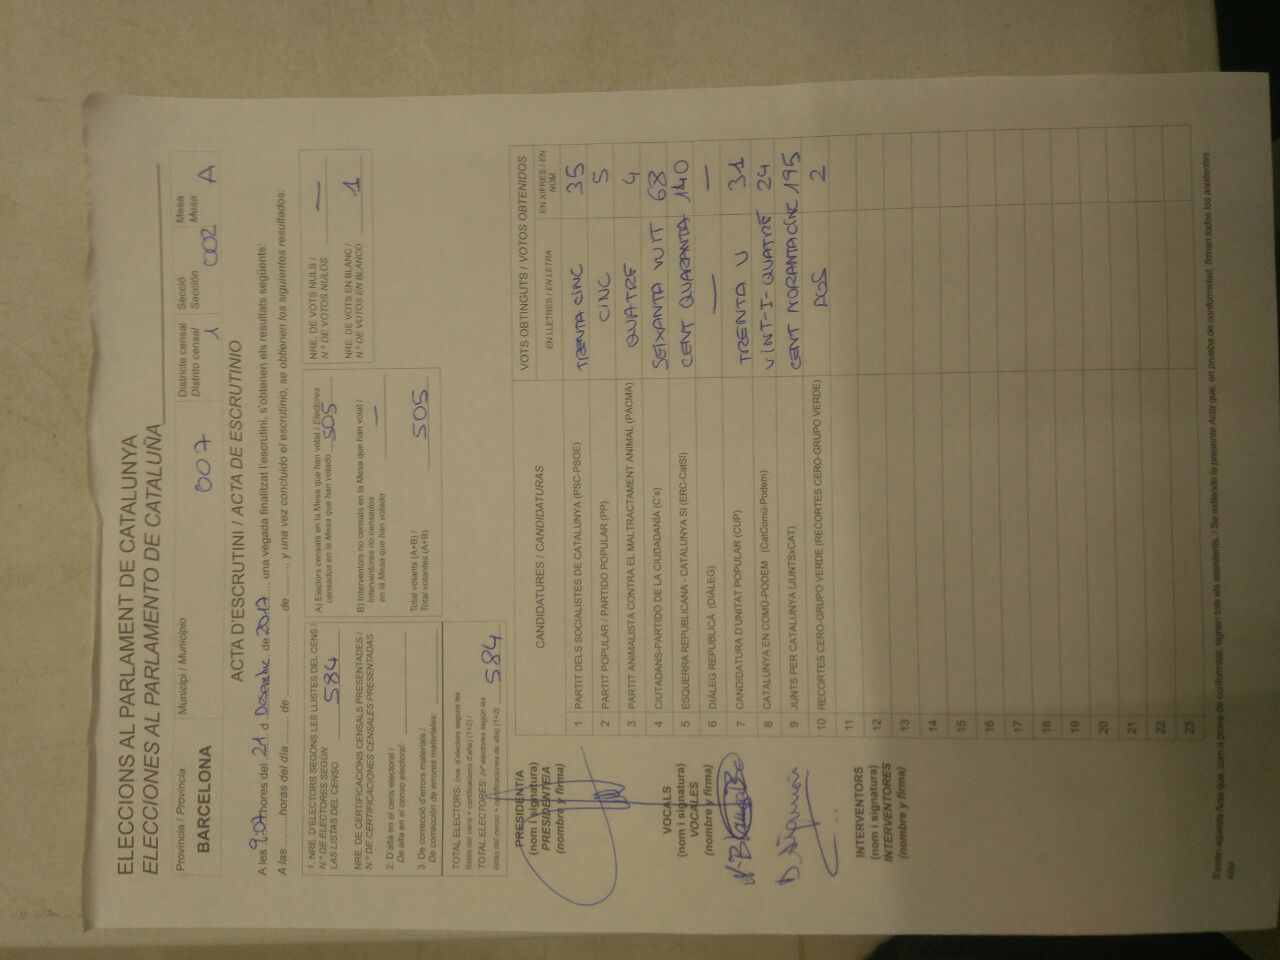 ELECCIONS AL PARLAMENT DE CATALUNYA
ELECCIONES AL PARLAMENTO DE CATALUÑA
Província / Provincia Municipi / Municipio Districte censal Secció Mesa
Distrito censal Sección Mesa
BARCELONA 007 1 002 A
ACTA D'ESCRUTINI / ACTA DE ESCRUTINIO
A les 9:07 hores del 21 d Desembre de 2017, una vegada finalitzat l'escrutini, s'obtenen els resultats següents:
A las ......... horas del día ......... de ......... de ......... y una vez concluido el escrutinio, se obtienen los siguientes resultados:
1. NRE. D'ELECTORS SEGONS LES LLISTES DEL CENS /
N.º DE ELECTORES SEGÚN
LAS LISTAS DEL CENSO 584
NRE. DE CERTIFICACIONS CENSALS PRESENTADES /
N.º DE CERTIFICACIONES CENSALES PRESENTADAS
2. D'alta en el cens electoral /
De alta en el censo electoral:
3. De correcció d'errors materials /
De corrección de errores materiales:
TOTAL ELECTORS: (nre. d'electors segons les
llistes del cens + certificacions d'alta) (1+2) /
TOTAL ELECTORES: (nº electores según las
listas del censo + certificaciones de alta) (1+2) 584
A) Electors censats en la Mesa que han votat / Electores
censados en la Mesa que han votado 505
B) Interventors no censats en la Mesa que han votat /
Interventores no censados
en la Mesa que han votado —
Total votants (A+B) /
Total votantes (A+B) 505
NRE. DE VOTS NULS /
N.º DE VOTOS NULOS —
NRE. DE VOTS EN BLANC /
N.º DE VOTOS EN BLANCO 1
CANDIDATURES / CANDIDATURAS VOTS OBTINGUTS / VOTOS OBTENIDOS
EN LLETRES / EN LETRA EN XIFRES / EN NÚM.
1 PARTIT DELS SOCIALISTES DE CATALUNYA (PSC-PSOE) TRENTA CINC 35
2 PARTIT POPULAR / PARTIDO POPULAR (PP) CINC 5
3 PARTIT ANIMALISTA CONTRA EL MALTRACTAMENT ANIMAL (PACMA) QUATRE 4
4 CIUTADANS-PARTIDO DE LA CIUDADANÍA (C's) SEIXANTA VUIT 68
5 ESQUERRA REPUBLICANA - CATALUNYA SI (ERC-CatSí) CENT QUARANTA 140
6 DIÀLEG REPUBLICÀ (DIÀLEG) — —
7 CANDIDATURA D'UNITAT POPULAR (CUP) TRENTA U 31
8 CATALUNYA EN COMÚ-PODEM (CatComú-Podem) VINT-I-QUATRE 24
9 JUNTS PER CATALUNYA (JUNTSxCAT) CENT NORANTA CINC 195
10 RECORTES CERO-GRUPO VERDE (RECORTES CERO-GRUPO VERDE) DOS 2
11
12
13
14
15
16
17
18
19
20
21
22
23
PRESIDENT/A
(nom i signatura)
PRESIDENTE/A
(nombre y firma)
VOCALS
(nom i signatura)
VOCALES
(nombre y firma)
INTERVENTORS
(nom i signatura)
INTERVENTORES
(nombre y firma)
S'estén aquesta Acta que, com a prova de conformitat, signen tots els assistents. / Se extiende la presente Acta que, en prueba de conformidad, firman todos los asistentes.